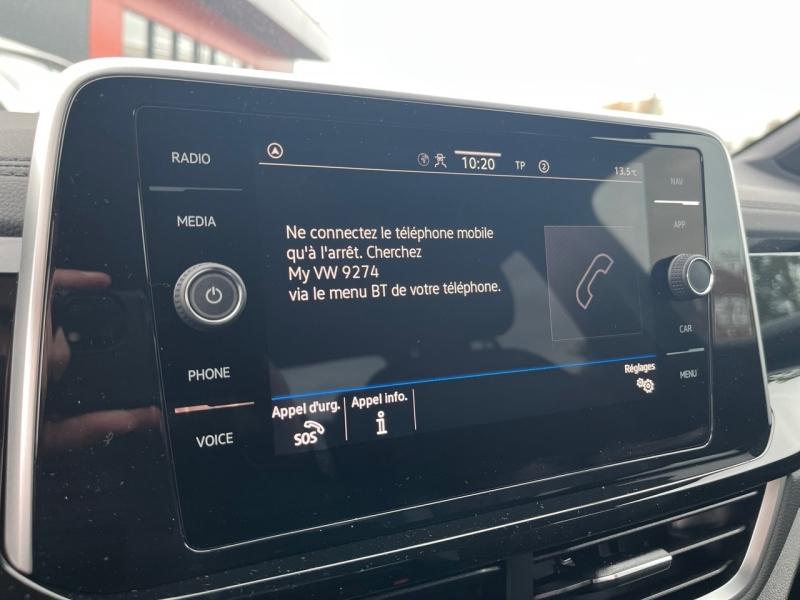 RADIO
MEDIA
PHONE
VOICE
10:20 TP 2 13.5°C
Ne connectez le téléphone mobile
qu'à l'arrêt. Cherchez
My VW 9274
via le menu BT de votre téléphone.
Réglages
Appel d'urg. Appel info.
SOS i
NAV
APP
CAR
MENU